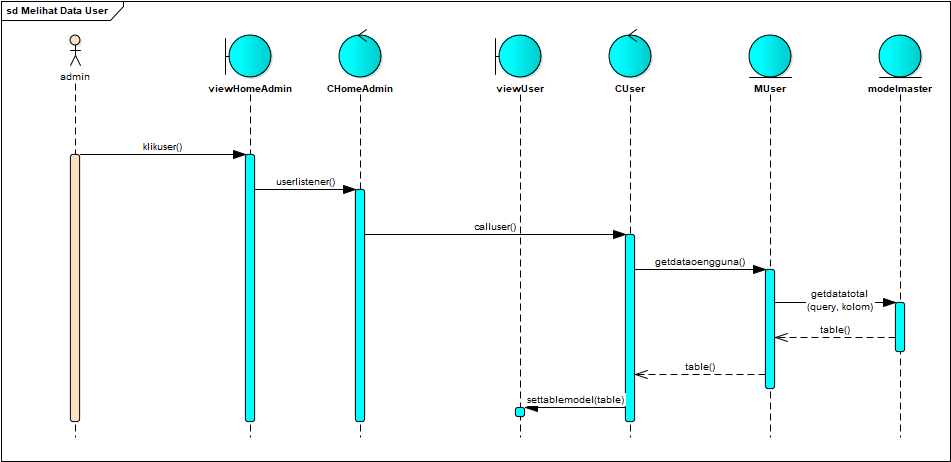 sd Melihat Data User
admin
viewHomeAdmin
CHomeAdmin
viewUser
CUser
MUser
modelmaster
klikuser()
userlistener()
calluser()
getdataoengguna()
getdatatotal
(query, kolom)
table()
table()
settablemodel(table)